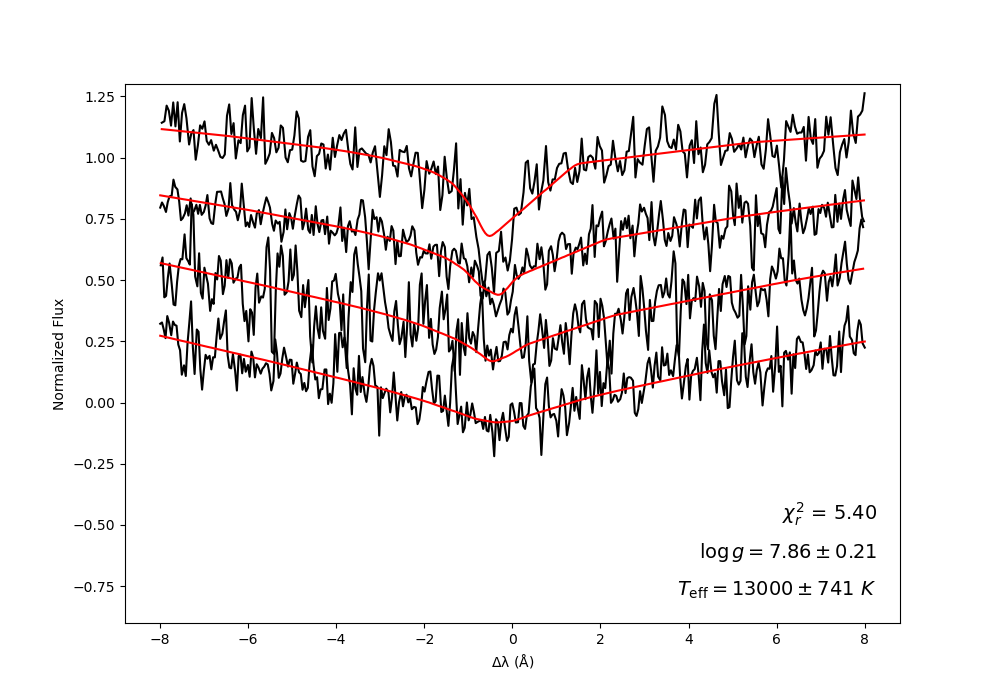 1.25
1.00
0.75
0.50
0.25
0.00
−0.25
−0.50
−0.75
Normalized Flux
χ²ᵣ = 5.40
log g = 7.86 ± 0.21
T_eff = 13000 ± 741 K
−8 −6 −4 −2 0 2 4 6 8
Δλ (Å)